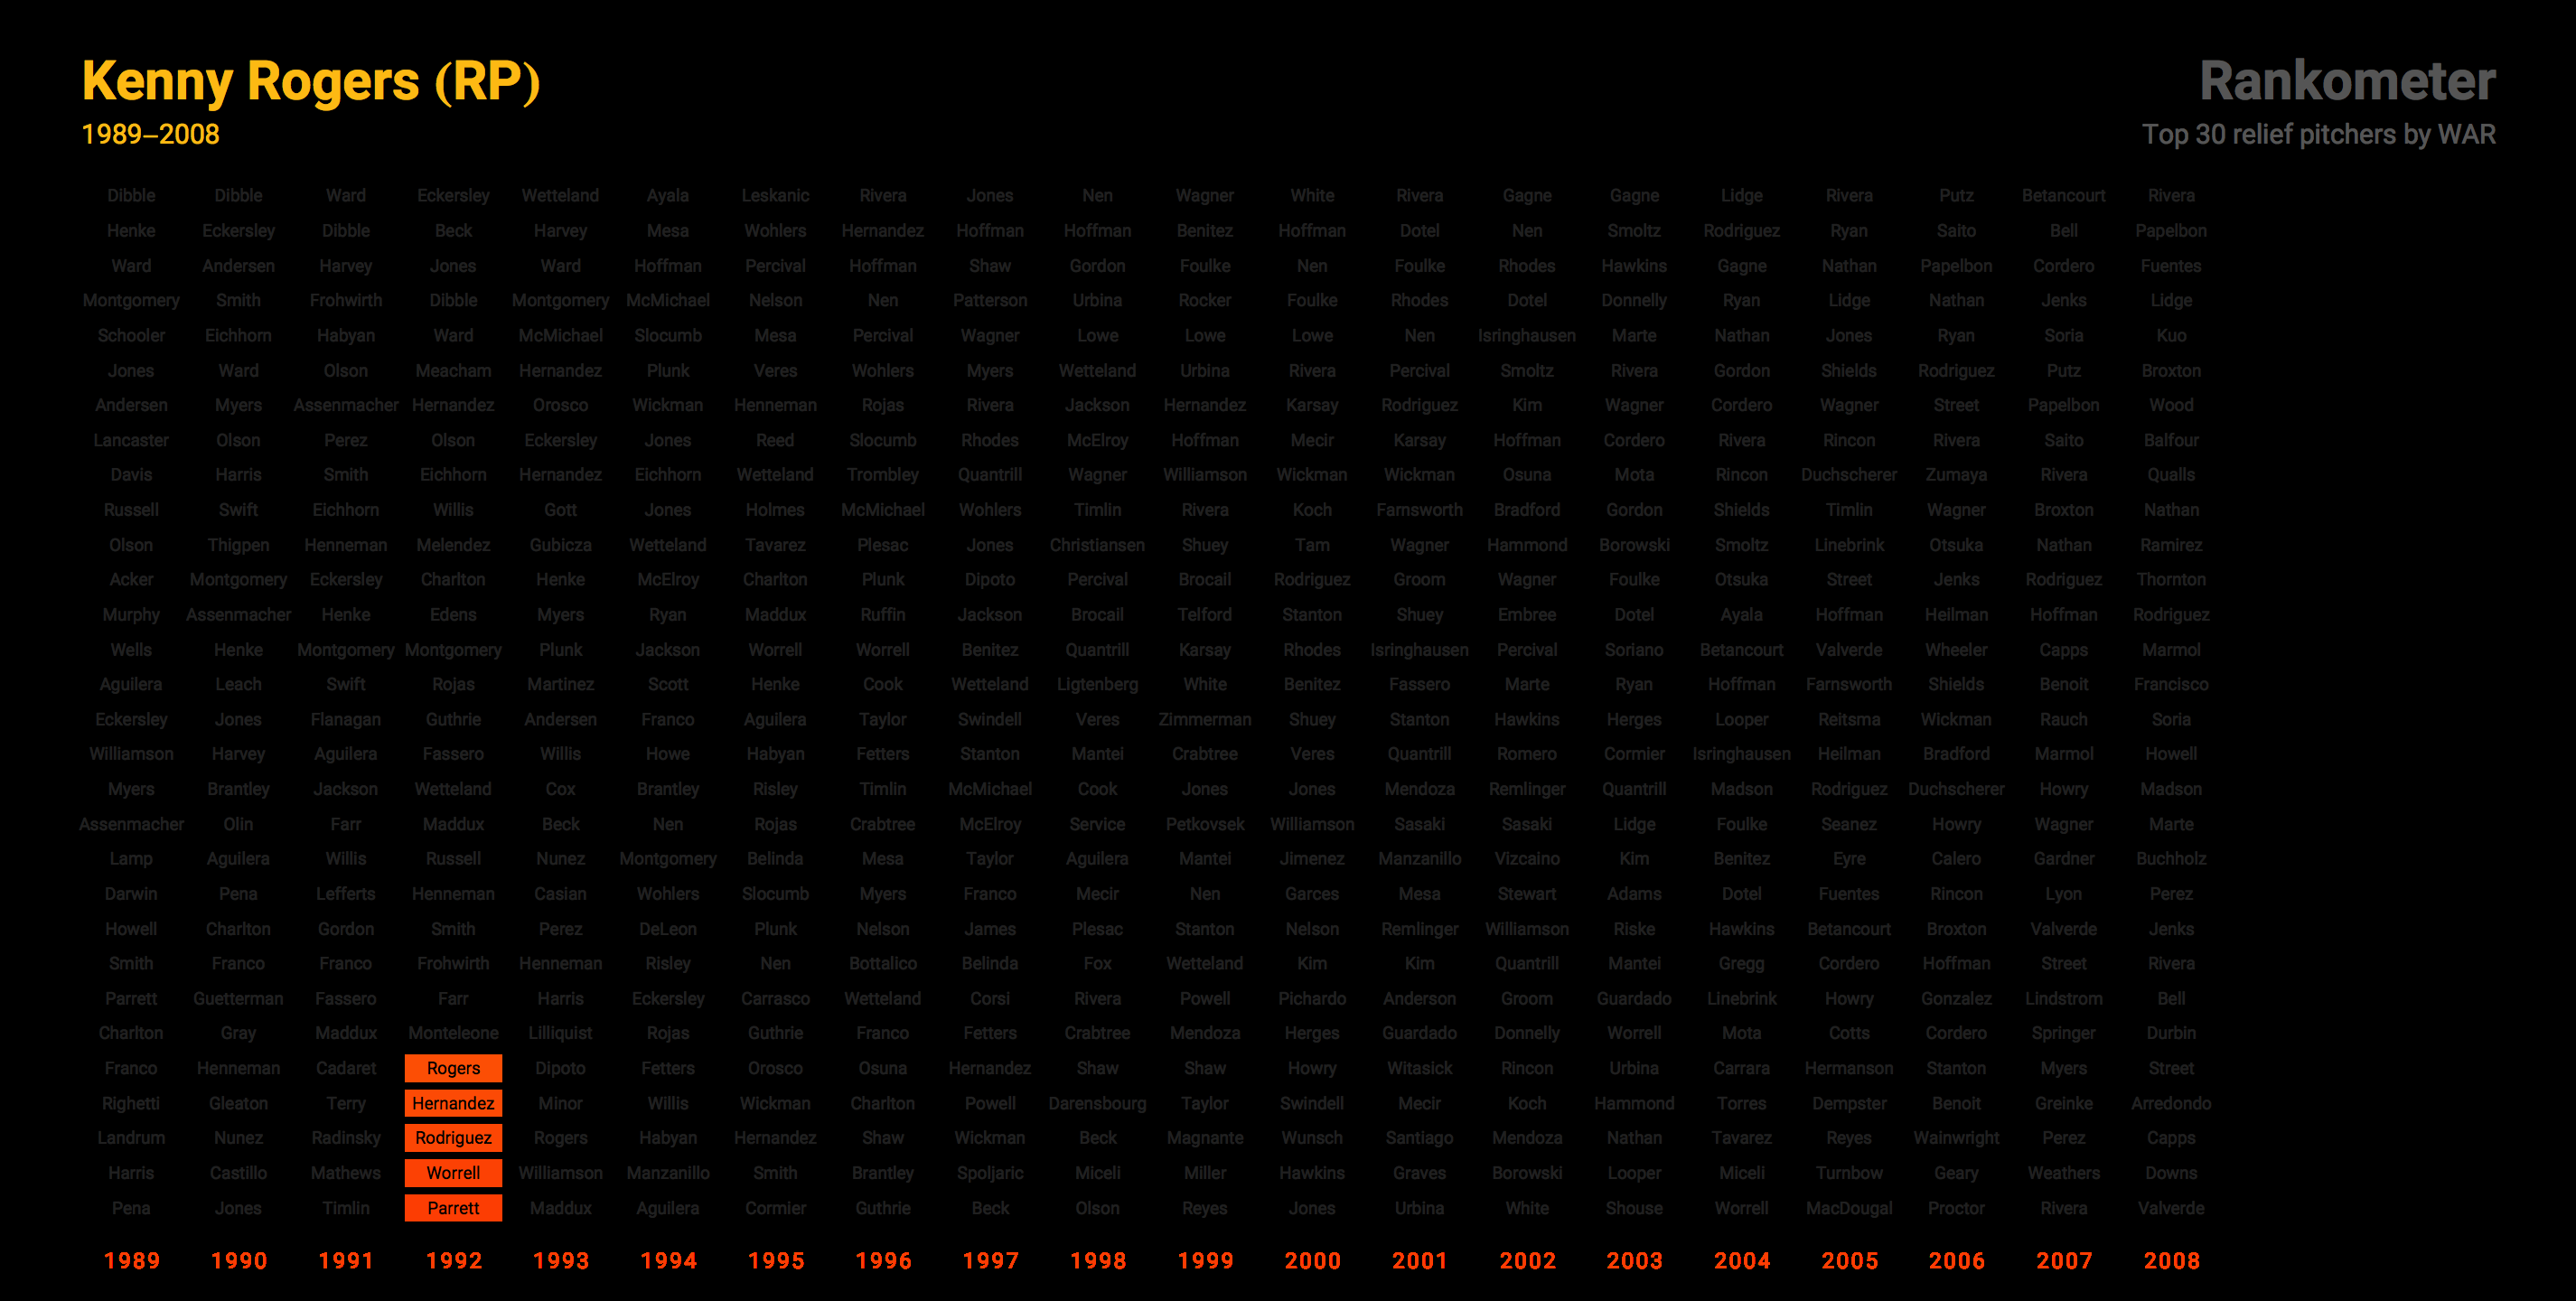 Kenny Rogers (RP)
1989–2008
Rankometer
Top 30 relief pitchers by WAR
Dibble Dibble Ward Eckersley Wetteland Ayala Leskanic Rivera Jones Nen Wagner White Rivera Gagne Gagne Lidge Rivera Putz Betancourt Rivera
Henke Eckersley Dibble Beck Harvey Mesa Wohlers Hernandez Hoffman Hoffman Benitez Hoffman Dotel Nen Smoltz Rodriguez Ryan Saito Bell Papelbon
Ward Andersen Harvey Jones Ward Hoffman Percival Hoffman Shaw Gordon Foulke Nen Foulke Rhodes Hawkins Gagne Nathan Papelbon Cordero Fuentes
Montgomery Smith Frohwirth Dibble Montgomery McMichael Nelson Nen Patterson Urbina Rocker Foulke Rhodes Dotel Donnelly Ryan Lidge Nathan Jenks Lidge
Schooler Eichhorn Habyan Ward McMichael Slocumb Mesa Percival Wagner Lowe Lowe Lowe Nen Isringhausen Marte Nathan Jones Ryan Soria Kuo
Jones Ward Olson Meacham Hernandez Plunk Veres Wohlers Myers Wetteland Urbina Rivera Percival Smoltz Rivera Gordon Shields Rodriguez Putz Broxton
Andersen Myers Assenmacher Hernandez Orosco Wickman Henneman Rojas Rivera Jackson Hernandez Karsay Rodriguez Kim Wagner Cordero Wagner Street Papelbon Wood
Lancaster Olson Perez Olson Eckersley Jones Reed Slocumb Rhodes McElroy Hoffman Mecir Karsay Hoffman Cordero Rivera Rincon Rivera Saito Balfour
Davis Harris Smith Eichhorn Hernandez Eichhorn Wetteland Trombley Quantrill Wagner Williamson Wickman Wickman Osuna Mota Rincon Duchscherer Zumaya Rivera Qualls
Russell Swift Eichhorn Willis Gott Jones Holmes McMichael Wohlers Timlin Rivera Koch Farnsworth Bradford Gordon Shields Timlin Wagner Broxton Nathan
Olson Thigpen Henneman Melendez Gubicza Wetteland Tavarez Plesac Jones Christiansen Shuey Tam Wagner Hammond Borowski Smoltz Linebrink Otsuka Nathan Ramirez
Acker Montgomery Eckersley Charlton Henke McElroy Charlton Plunk Dipoto Percival Brocail Rodriguez Groom Wagner Foulke Otsuka Street Jenks Rodriguez Thornton
Murphy Assenmacher Henke Edens Myers Ryan Maddux Ruffin Jackson Brocail Telford Stanton Shuey Embree Dotel Ayala Hoffman Heilman Hoffman Rodriguez
Wells Henke Montgomery Montgomery Plunk Jackson Worrell Worrell Benitez Quantrill Karsay Rhodes Isringhausen Percival Soriano Betancourt Valverde Wheeler Capps Marmol
Aguilera Leach Swift Rojas Martinez Scott Henke Cook Wetteland Ligtenberg White Benitez Fassero Marte Ryan Hoffman Farnsworth Shields Benoit Francisco
Eckersley Jones Flanagan Guthrie Andersen Franco Aguilera Taylor Swindell Veres Zimmerman Shuey Stanton Hawkins Herges Looper Reitsma Wickman Rauch Soria
Williamson Harvey Aguilera Fassero Willis Howe Habyan Fetters Stanton Mantei Crabtree Veres Quantrill Romero Cormier Isringhausen Heilman Bradford Marmol Howell
Myers Brantley Jackson Wetteland Cox Brantley Risley Timlin McMichael Cook Jones Jones Mendoza Remlinger Quantrill Madson Rodriguez Duchscherer Howry Madson
Assenmacher Olin Farr Maddux Beck Nen Rojas Crabtree McElroy Service Petkovsek Williamson Sasaki Sasaki Lidge Foulke Seanez Howry Wagner Marte
Lamp Aguilera Willis Russell Nunez Montgomery Belinda Mesa Taylor Aguilera Mantei Jimenez Manzanillo Vizcaino Kim Benitez Eyre Calero Gardner Buchholz
Darwin Pena Lefferts Henneman Casian Wohlers Slocumb Myers Franco Mecir Nen Garces Mesa Stewart Adams Dotel Fuentes Rincon Lyon Perez
Howell Charlton Gordon Smith Perez DeLeon Plunk Nelson James Plesac Stanton Nelson Remlinger Williamson Riske Hawkins Betancourt Broxton Valverde Jenks
Smith Franco Franco Frohwirth Henneman Risley Nen Bottalico Belinda Fox Wetteland Kim Kim Quantrill Mantei Gregg Cordero Hoffman Street Rivera
Parrett Guetterman Fassero Farr Harris Eckersley Carrasco Wetteland Corsi Rivera Powell Pichardo Anderson Groom Guardado Linebrink Howry Gonzalez Lindstrom Bell
Charlton Gray Maddux Monteleone Lilliquist Rojas Guthrie Franco Fetters Crabtree Mendoza Herges Guardado Donnelly Worrell Mota Cotts Cordero Springer Durbin
Franco Henneman Cadaret Rogers Dipoto Fetters Orosco Osuna Hernandez Shaw Shaw Howry Witasick Rincon Urbina Carrara Hermanson Stanton Myers Street
Righetti Gleaton Terry Hernandez Minor Willis Wickman Charlton Powell Darensbourg Taylor Swindell Mecir Koch Hammond Torres Dempster Benoit Greinke Arredondo
Landrum Nunez Radinsky Rodriguez Rogers Habyan Hernandez Shaw Wickman Beck Magnante Wunsch Santiago Mendoza Nathan Tavarez Reyes Wainwright Perez Capps
Harris Castillo Mathews Worrell Williamson Manzanillo Smith Brantley Spoljaric Miceli Miller Hawkins Graves Borowski Looper Miceli Turnbow Geary Weathers Downs
Pena Jones Timlin Parrett Maddux Aguilera Cormier Guthrie Beck Olson Reyes Jones Urbina White Shouse Worrell MacDougal Proctor Rivera Valverde
1989 1990 1991 1992 1993 1994 1995 1996 1997 1998 1999 2000 2001 2002 2003 2004 2005 2006 2007 2008